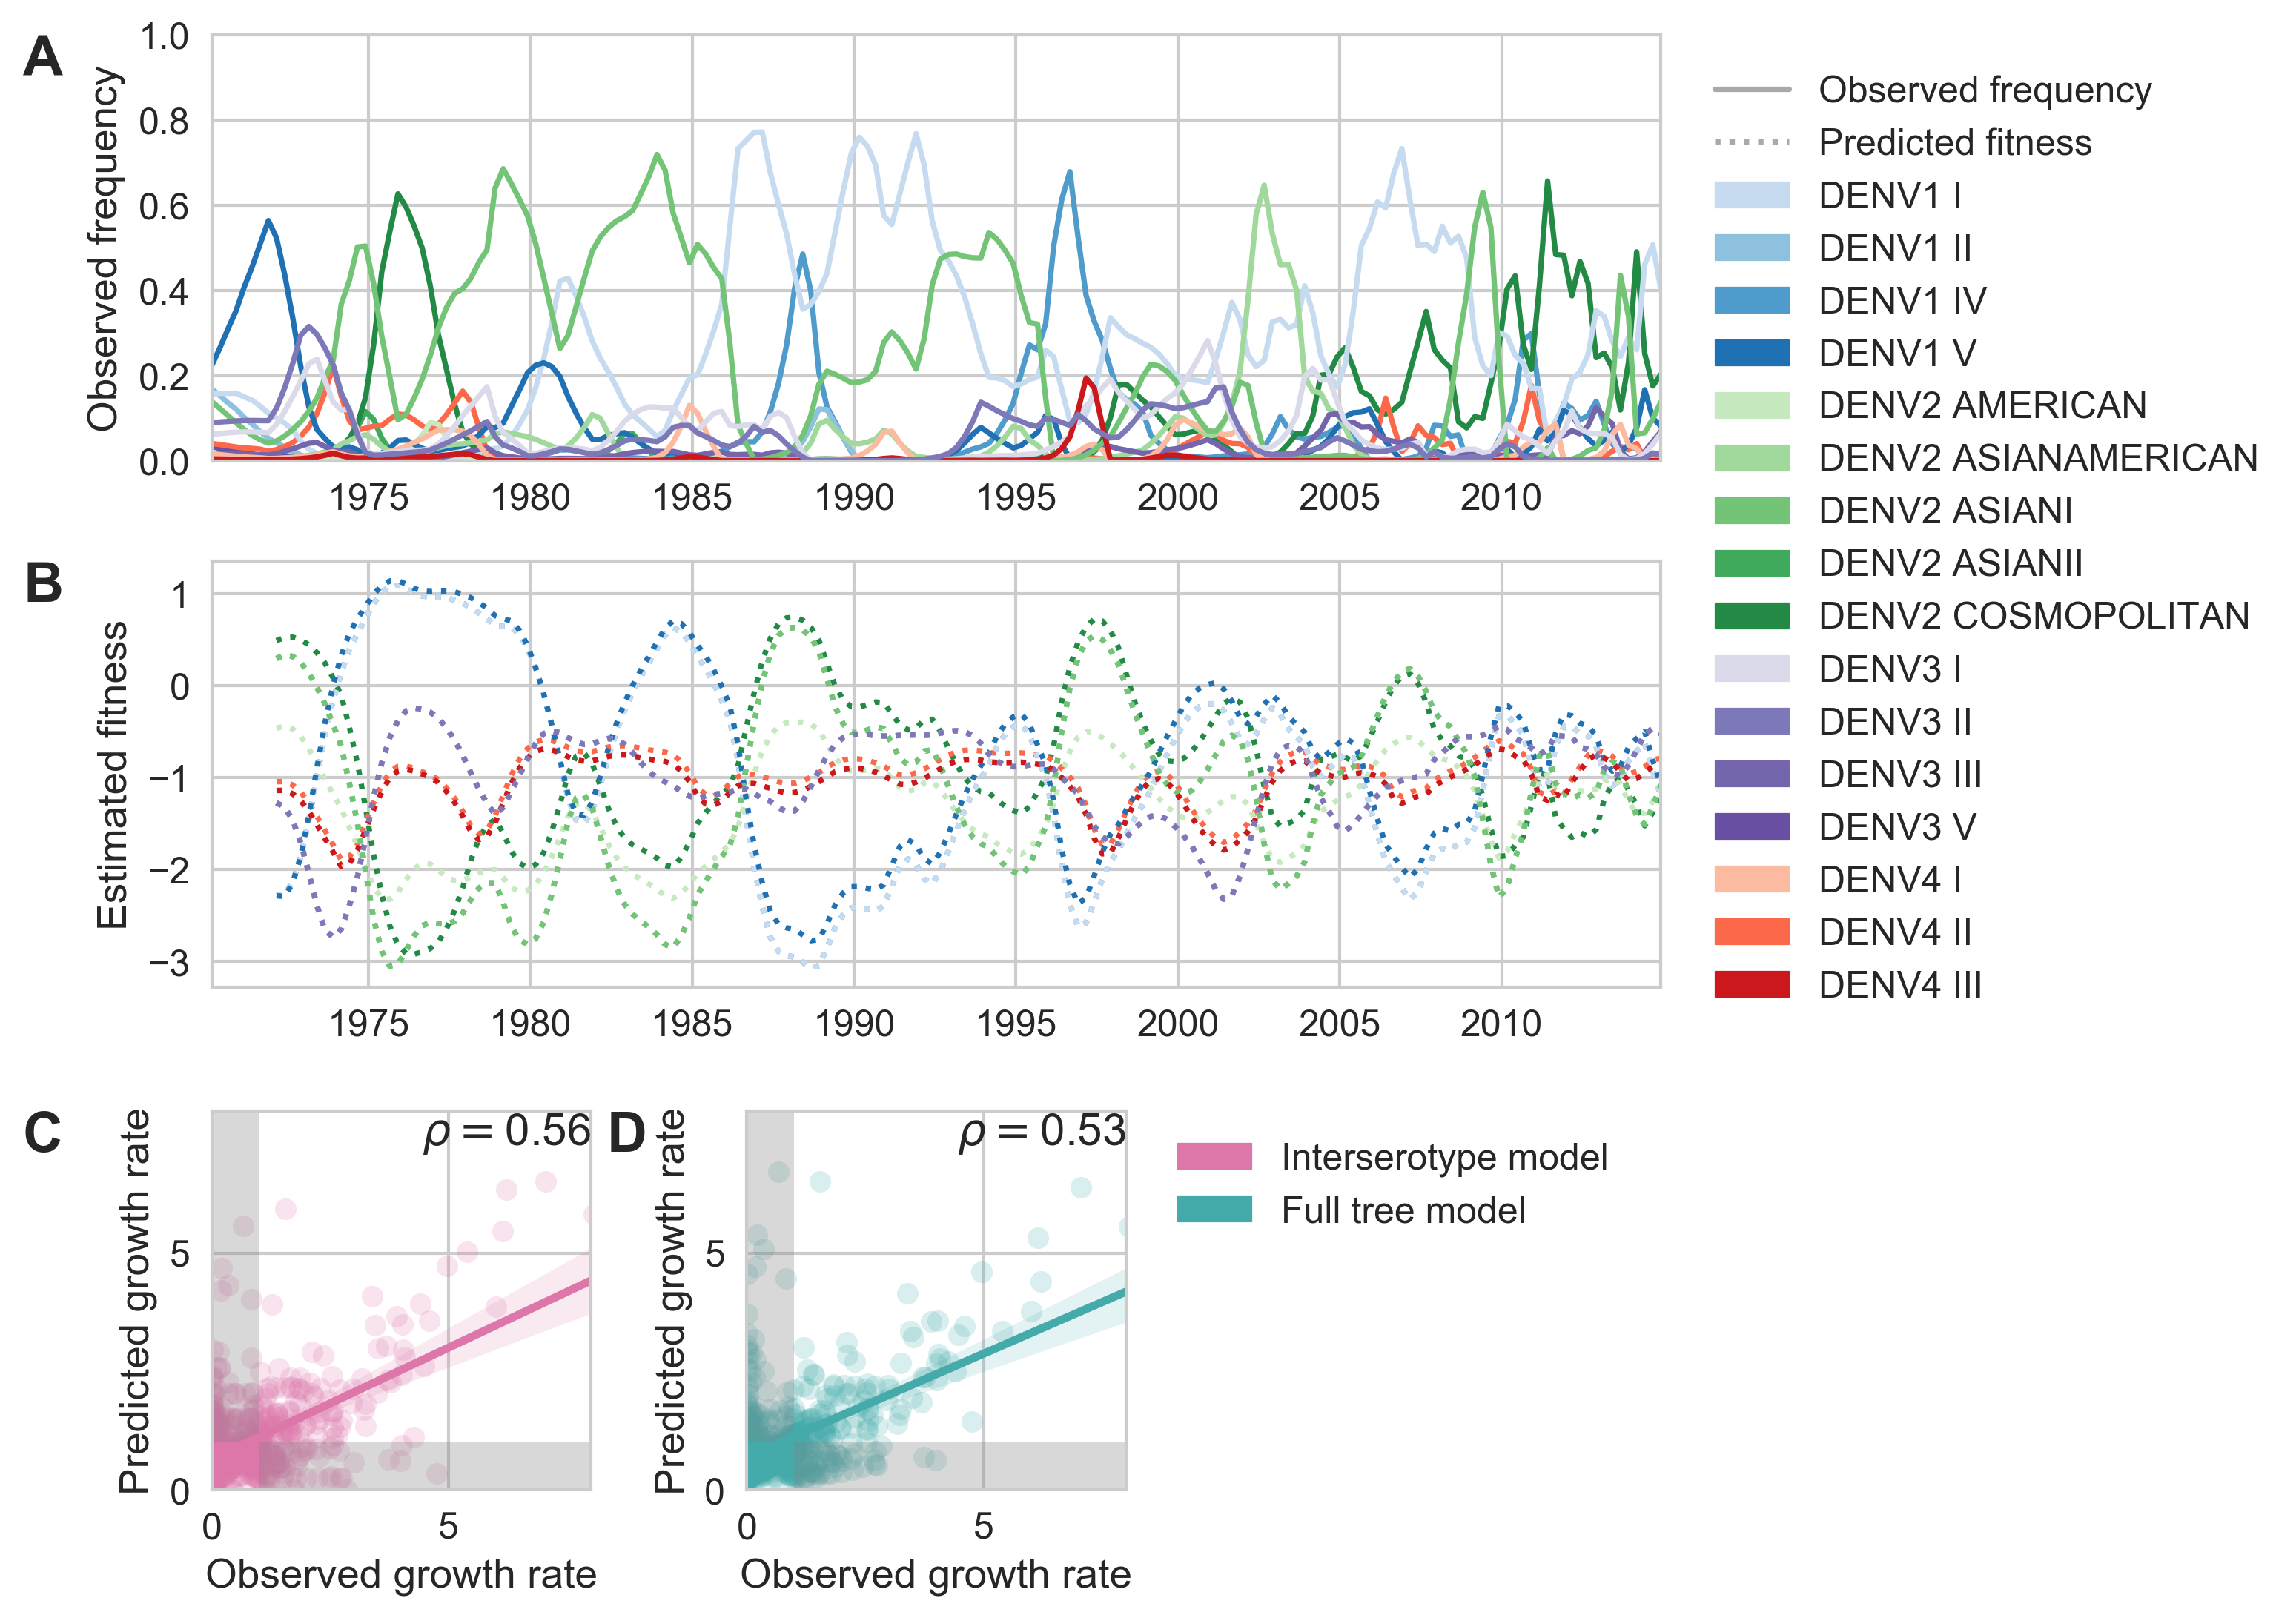 A
Observed frequency
1.0
0.8
0.6
0.4
0.2
0.0
1975 1980 1985 1990 1995 2000 2005 2010
Observed frequency
Predicted fitness
DENV1 I
DENV1 II
DENV1 IV
DENV1 V
DENV2 AMERICAN
DENV2 ASIANAMERICAN
DENV2 ASIANI
DENV2 ASIANII
DENV2 COSMOPOLITAN
DENV3 I
DENV3 II
DENV3 III
DENV3 V
DENV4 I
DENV4 II
DENV4 III
B
Estimated fitness
1
0
−1
−2
−3
1975 1980 1985 1990 1995 2000 2005 2010
C
Predicted growth rate
ρ = 0.56
5
0
0 5
Observed growth rate
D
Predicted growth rate
ρ = 0.53
5
0
0 5
Observed growth rate
Interserotype model
Full tree model